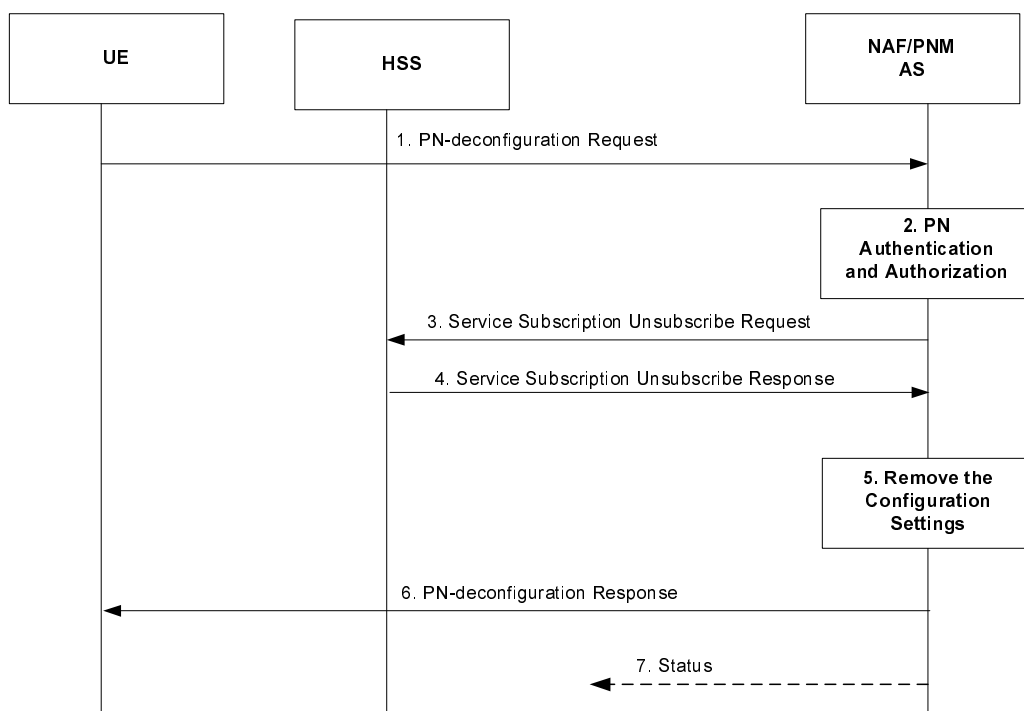 UE
HSS
NAF/PNM
AS
1. PN-deconfiguration Request
2. PN
Authentication
and Authorization
3. Service Subscription Unsubscribe Request
4. Service Subscription Unsubscribe Response
5. Remove the
Configuration
Settings
6. PN-deconfiguration Response
7. Status